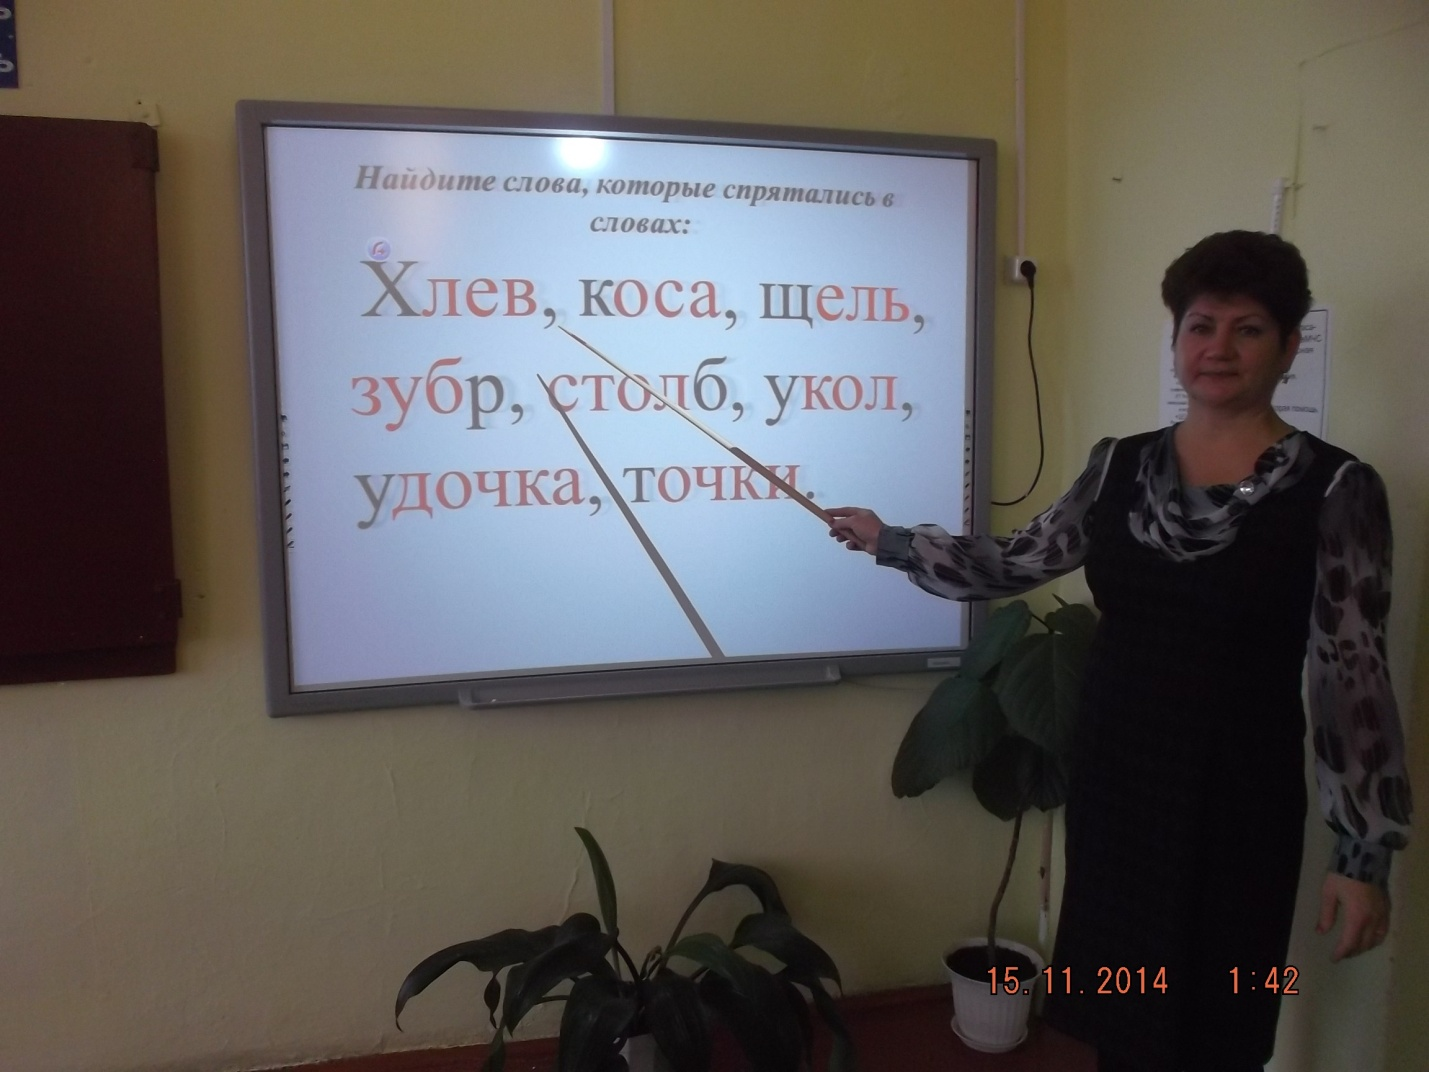 Найдите слова, которые спрятались в
словах:
Хлев, коса, щель,
зубр, столб, укол,
удочка, точки.
15.11.2014 1:42